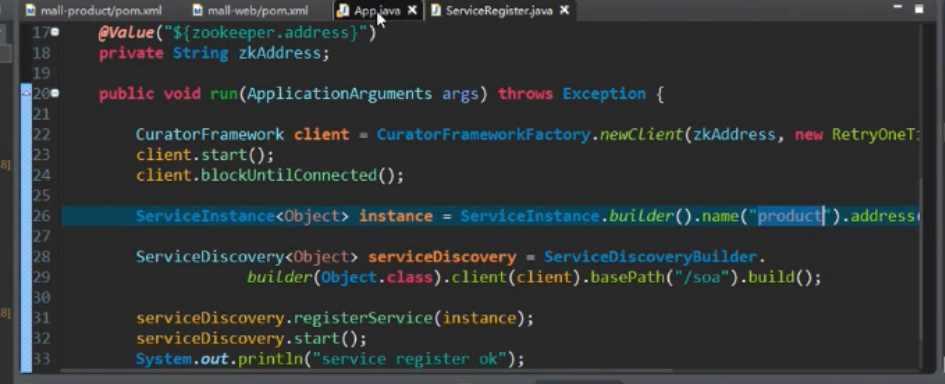 mall-product/pom.xml mall-web/pom.xml App.java ServiceRegister.java
17 @Value("${zookeeper.address}")
18 private String zkAddress;
19
20 public void run(ApplicationArguments args) throws Exception {
21
22 CuratorFramework client = CuratorFrameworkFactory.newClient(zkAddress, new RetryOneTi
23 client.start();
24 client.blockUntilConnected();
25
26 ServiceInstance<Object> instance = ServiceInstance.builder().name("product").address(
27
28 ServiceDiscovery<Object> serviceDiscovery = ServiceDiscoveryBuilder.
29 builder(Object.class).client(client).basePath("/soa").build();
30
31 serviceDiscovery.registerService(instance);
32 serviceDiscovery.start();
33 System.out.println("service register ok");